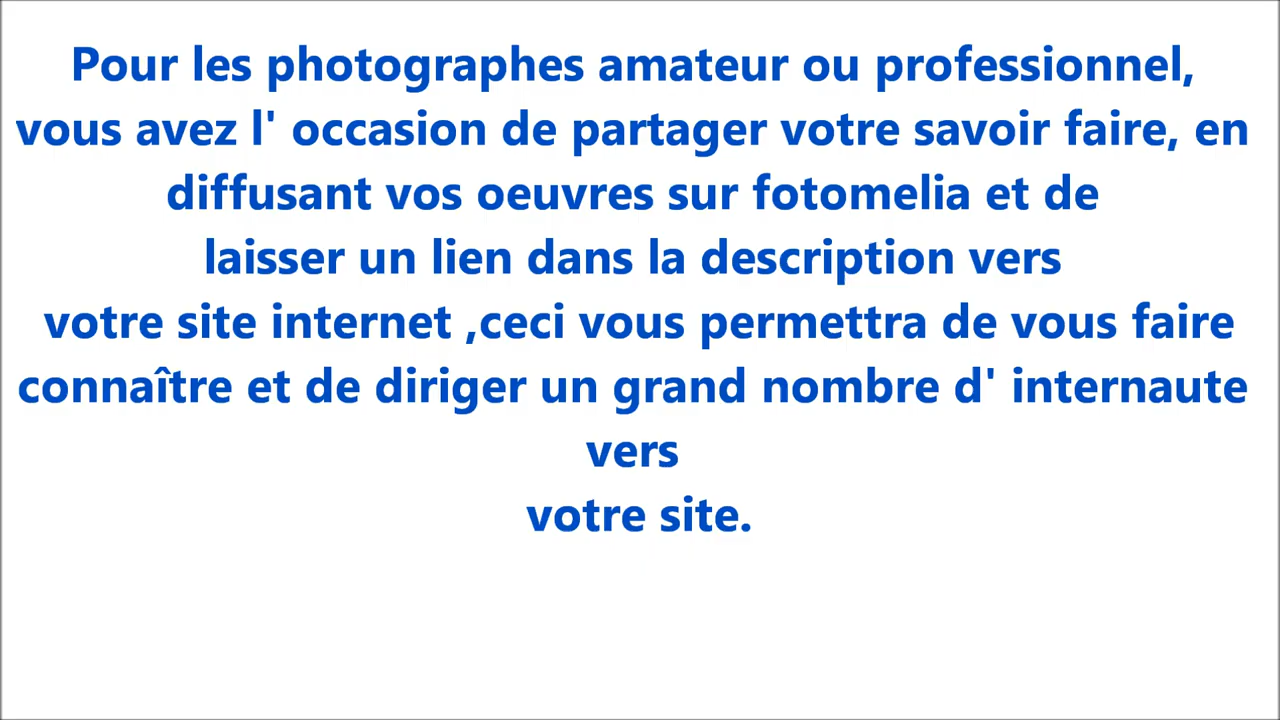 Pour les photographes amateur ou professionnel,
vous avez l' occasion de partager votre savoir faire, en
diffusant vos oeuvres sur fotomelia et de
laisser un lien dans la description vers
votre site internet ,ceci vous permettra de vous faire
connaître et de diriger un grand nombre d' internaute
vers
votre site.